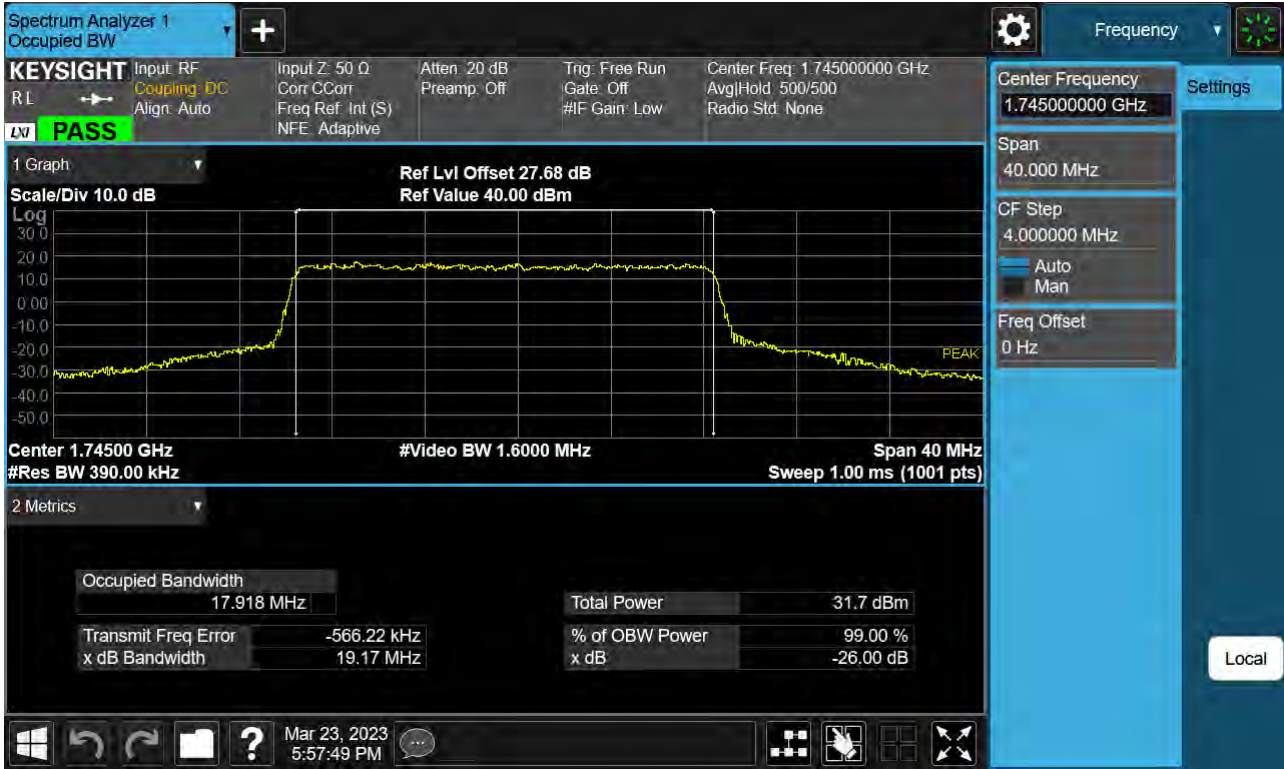 Spectrum Analyzer 1
Occupied BW
+
Frequency
KEYSIGHT
RL
LXI
PASS
Input: RF
Coupling: DC
Align: Auto
Input Z: 50 Ω
Corr CCorr
Freq Ref: Int (S)
NFE: Adaptive
Atten: 20 dB
Preamp: Off
Trig: Free Run
Gate: Off
#IF Gain: Low
Center Freq: 1.745000000 GHz
Avg|Hold: 500/500
Radio Std: None
Center Frequency
1.745000000 GHz
Settings
Span
40.000 MHz
CF Step
4.000000 MHz
Auto
Man
Freq Offset
0 Hz
1 Graph
Scale/Div 10.0 dB
Ref Lvl Offset 27.68 dB
Ref Value 40.00 dBm
Log
30.0
20.0
10.0
0.00
-10.0
-20.0
-30.0
-40.0
-50.0
PEAK
Center 1.74500 GHz
#Video BW 1.6000 MHz
Span 40 MHz
#Res BW 390.00 kHz
Sweep 1.00 ms (1001 pts)
2 Metrics
Occupied Bandwidth
17.918 MHz
Total Power 31.7 dBm
Transmit Freq Error -566.22 kHz
% of OBW Power 99.00 %
x dB Bandwidth 19.17 MHz
x dB -26.00 dB
Local
?
Mar 23, 2023
5:57:49 PM